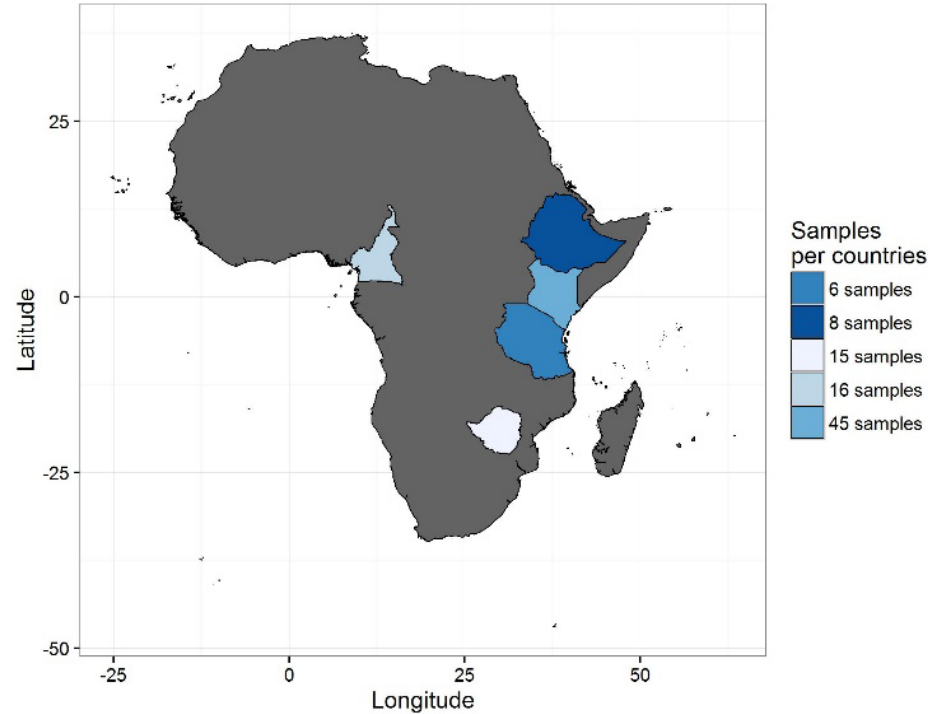 Latitude
25
0
-25
-50
-25
0
25
50
Longitude
Samples
per countries
6 samples
8 samples
15 samples
16 samples
45 samples